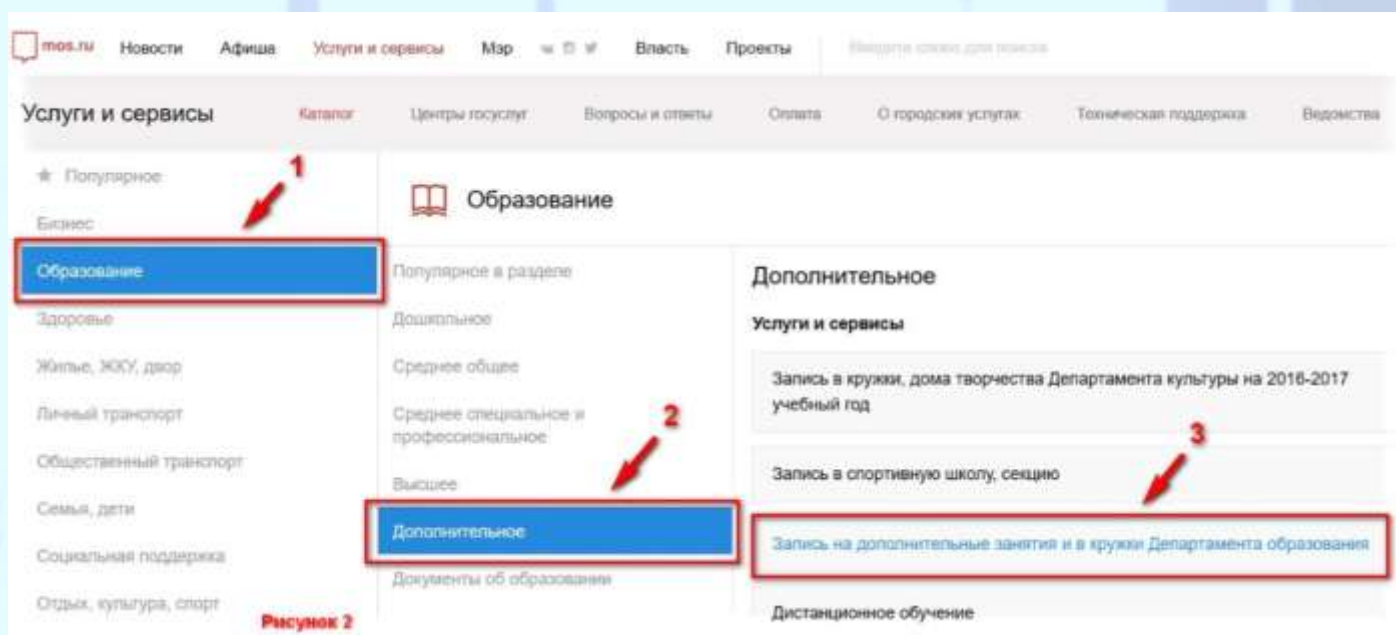 mos.ru Новости Афиша Услуги и сервисы Мэр Власть Проекты Введите слово для поиска
Услуги и сервисы Каталог Центры госуслуг Вопросы и ответы Оплата О городских услугах Техническая поддержка Ведомства
1
Популярное
Бизнес
Образование
Здоровье
Жилье, ЖКУ, двор
Личный транспорт
Общественный транспорт
Семья, дети
Социальная поддержка
Отдых, культура, спорт
Образование
Популярное в разделе
Дошкольное
Среднее общее
Среднее специальное и
профессиональное
2
Высшее
Дополнительное
Документы об образовании
Дополнительное
Услуги и сервисы
Запись в кружки, дома творчества Департамента культуры на 2016-2017
учебный год
3
Запись в спортивную школу, секцию
Запись на дополнительные занятия и в кружки Департамента образования
Дистанционное обучение
Рисунок 2